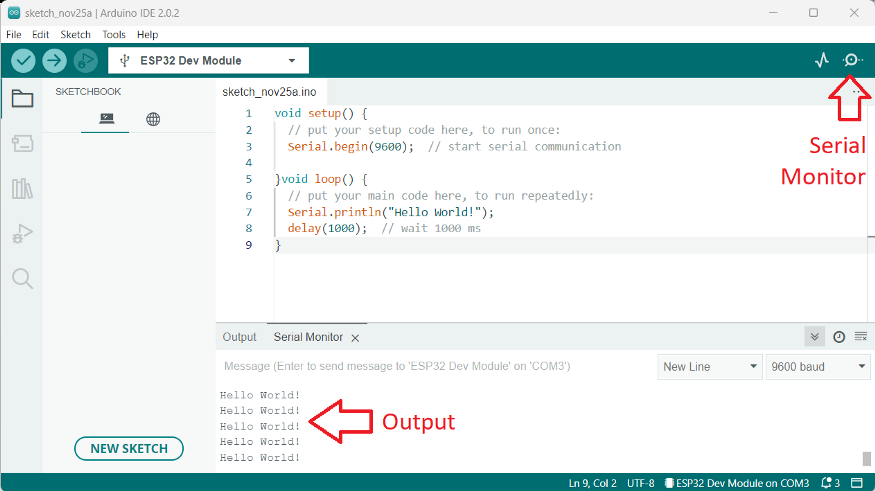 sketch_nov25a | Arduino IDE 2.0.2
File Edit Sketch Tools Help
ESP32 Dev Module
SKETCHBOOK
sketch_nov25a.ino
1 void setup() {
2 // put your setup code here, to run once:
3 Serial.begin(9600); // start serial communication
4
5 }void loop() {
6 // put your main code here, to run repeatedly:
7 Serial.println("Hello World!");
8 delay(1000); // wait 1000 ms
9 }
Serial
Monitor
Output Serial Monitor
Message (Enter to send message to 'ESP32 Dev Module' on 'COM3')
New Line
9600 baud
Hello World!
Hello World!
Hello World!
Hello World!
Hello World!
Output
NEW SKETCH
Ln 9, Col 2 UTF-8 ESP32 Dev Module on COM3 3